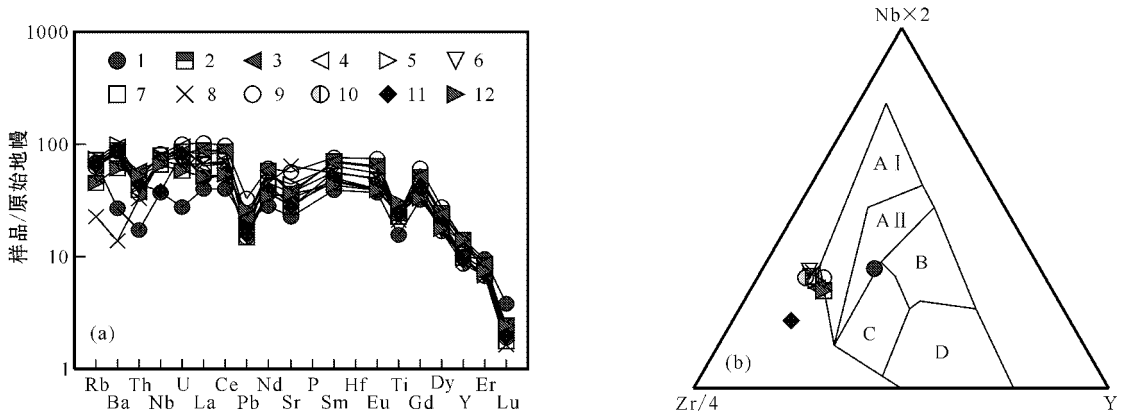 1000
100
10
1
样品/原始地幔
1 2 3 4 5 6
7 8 9 10 11 12
(a)
Rb Th U Ce Nd P Hf Ti Dy Er
Ba Nb La Pb Sr Sm Eu Gd Y Lu
Nb×2
A I
A II
B
C
D
(b)
Zr/4
Y